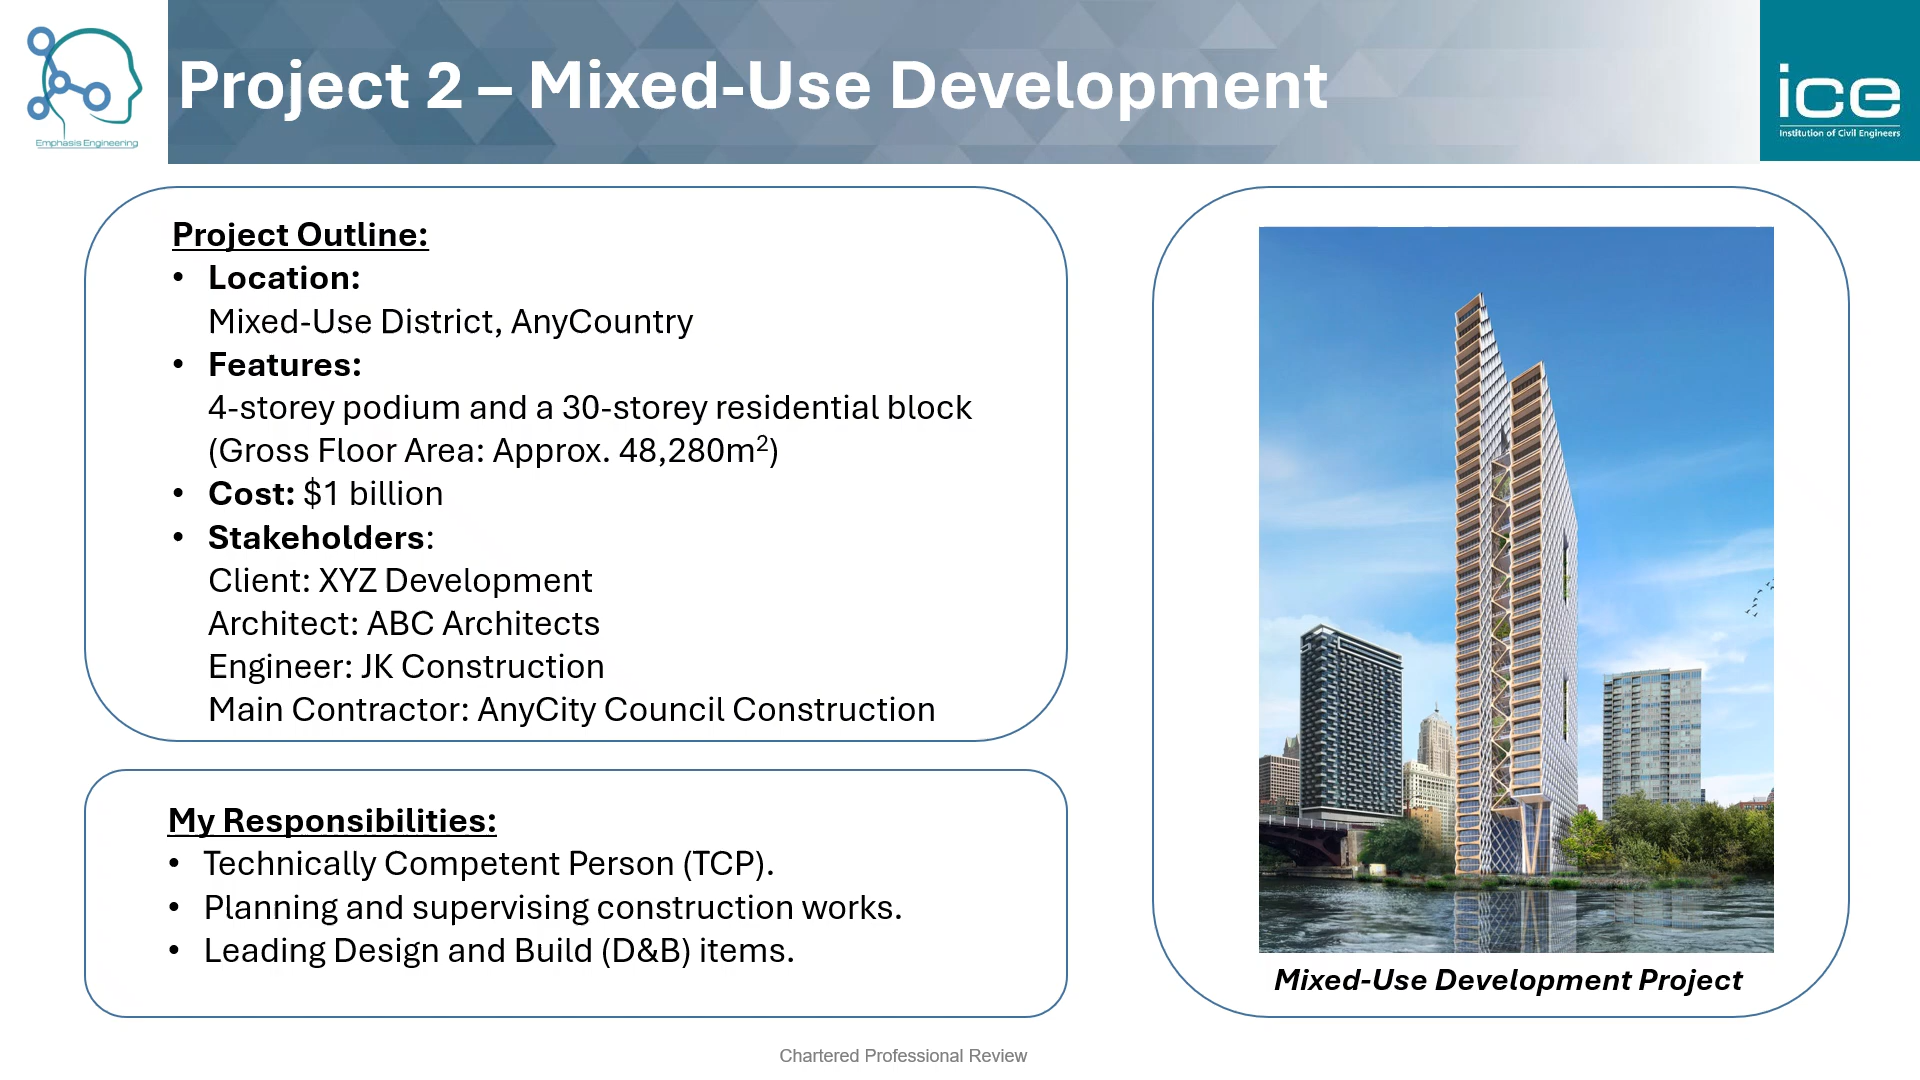 Emphasis Engineering
Project 2 – Mixed-Use Development
ice
Institution of Civil Engineers
Project Outline:
• Location:
Mixed-Use District, AnyCountry
• Features:
4-storey podium and a 30-storey residential block
(Gross Floor Area: Approx. 48,280m²)
• Cost: $1 billion
• Stakeholders:
Client: XYZ Development
Architect: ABC Architects
Engineer: JK Construction
Main Contractor: AnyCity Council Construction
My Responsibilities:
• Technically Competent Person (TCP).
• Planning and supervising construction works.
• Leading Design and Build (D&B) items.
Mixed-Use Development Project
Chartered Professional Review